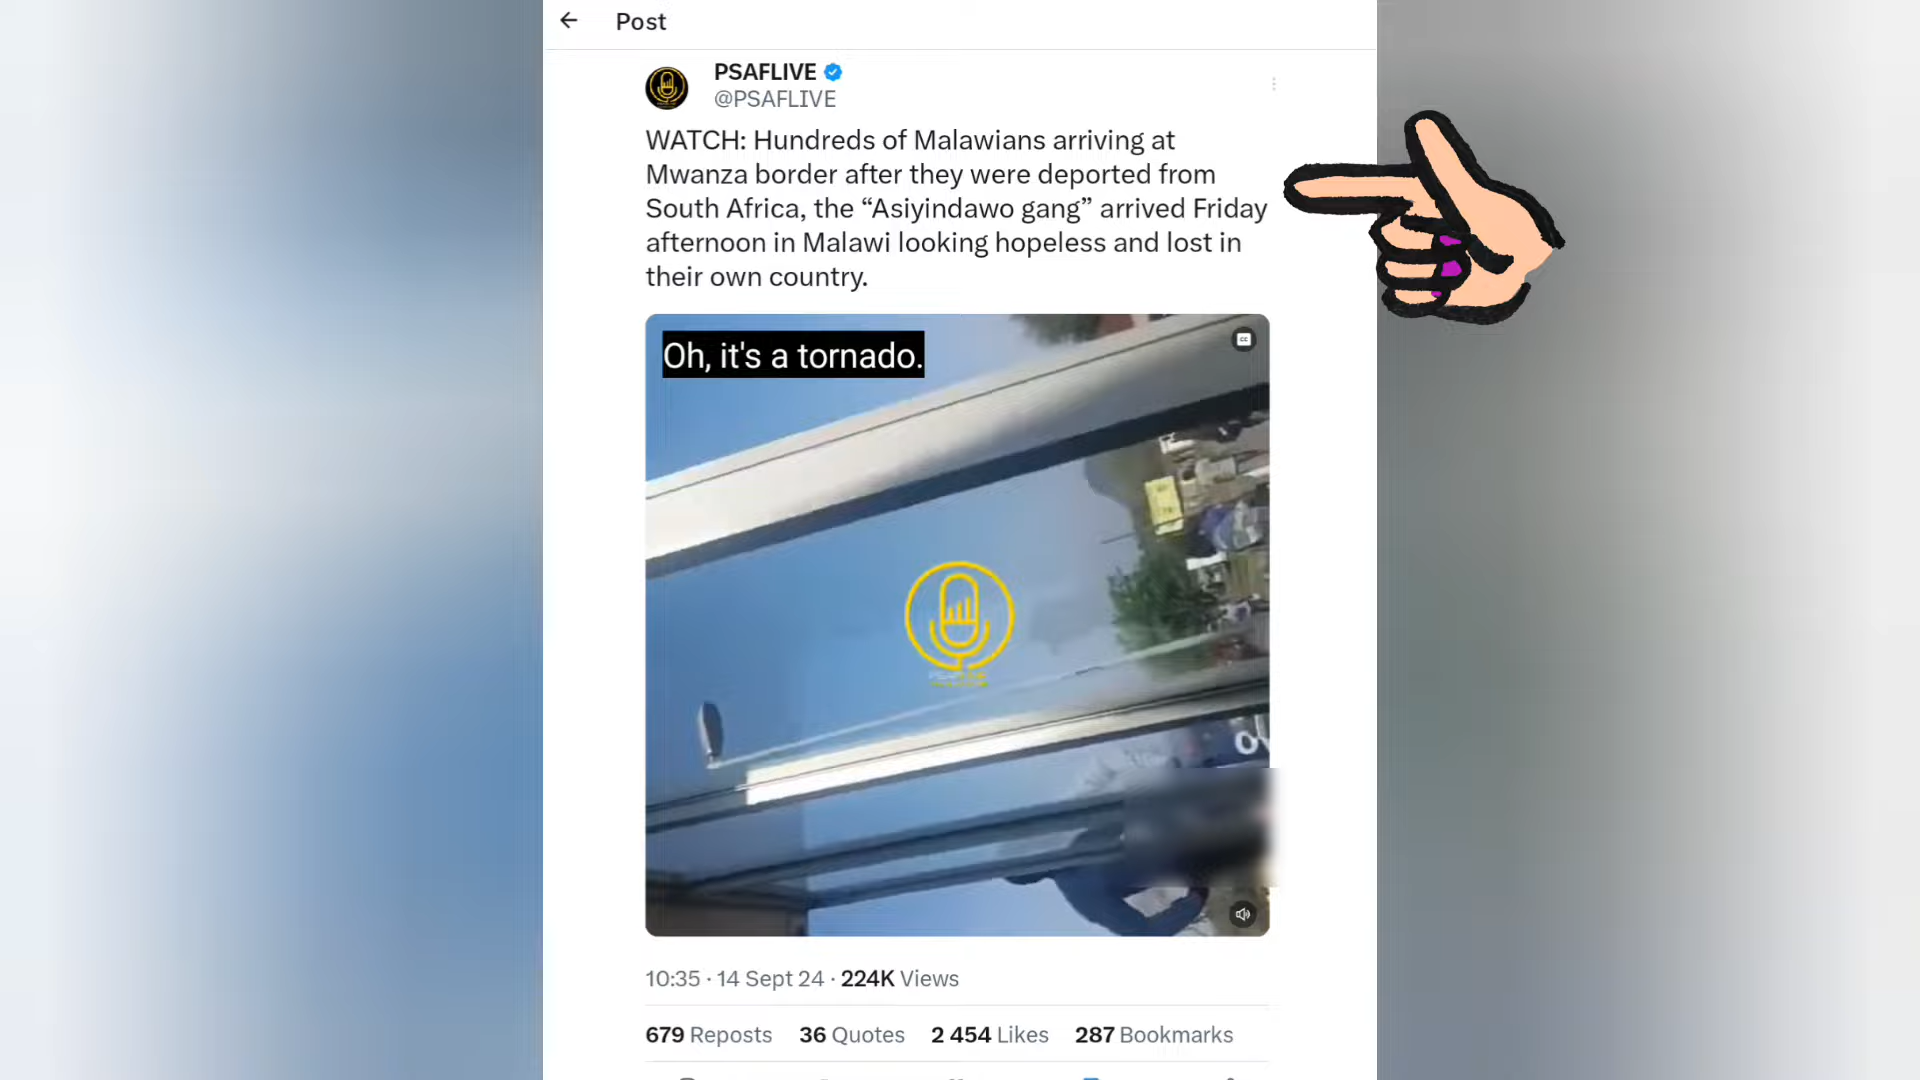 Post
PSAFLIVE
@PSAFLIVE
WATCH: Hundreds of Malawians arriving at
Mwanza border after they were deported from
South Africa, the “Asiyindawo gang” arrived Friday
afternoon in Malawi looking hopeless and lost in
their own country.
Oh, it's a tornado.
CC
10:35 · 14 Sept 24 · 224K Views
679 Reposts 36 Quotes 2 454 Likes 287 Bookmarks